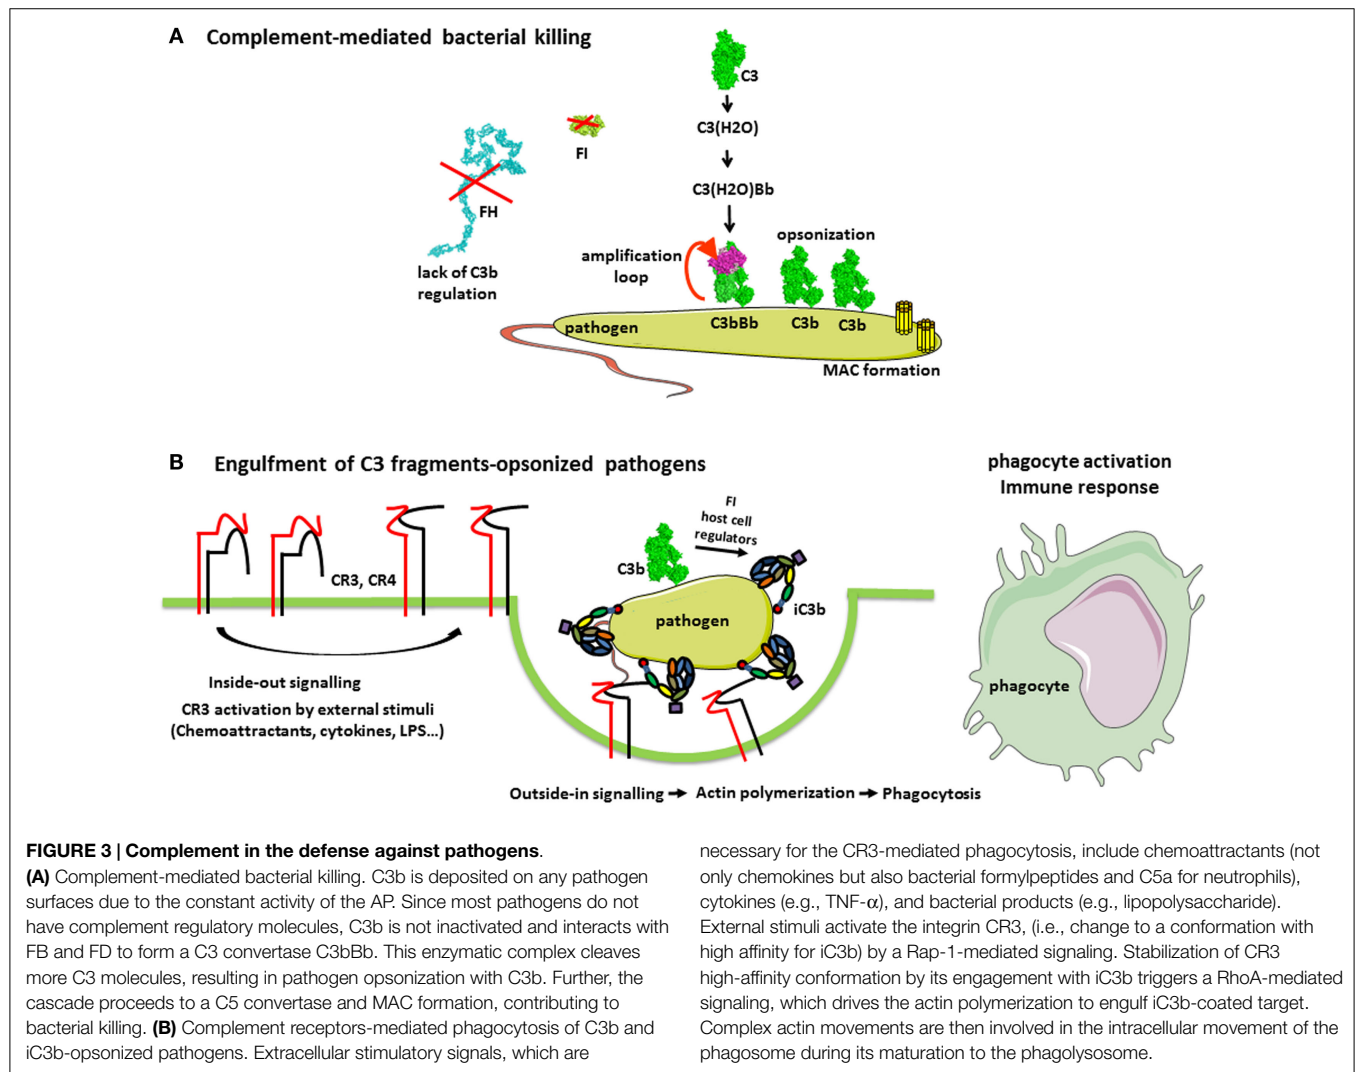 A Complement-mediated bacterial killing
C3
C3(H2O)
FI
C3(H2O)Bb
FH
opsonization
amplification
loop
lack of C3b
regulation
pathogen
C3bBb
C3b
C3b
MAC formation
B Engulfment of C3 fragments-opsonized pathogens
phagocyte activation
Immune response
FI
host cell
regulators
C3b
CR3, CR4
iC3b
pathogen
phagocyte
Inside-out signalling
CR3 activation by external stimuli
(Chemoattractants, cytokines, LPS...)
Outside-in signalling → Actin polymerization → Phagocytosis
FIGURE 3 | Complement in the defense against pathogens.
(A) Complement-mediated bacterial killing. C3b is deposited on any pathogen
surfaces due to the constant activity of the AP. Since most pathogens do not
have complement regulatory molecules, C3b is not inactivated and interacts with
FB and FD to form a C3 convertase C3bBb. This enzymatic complex cleaves
more C3 molecules, resulting in pathogen opsonization with C3b. Further, the
cascade proceeds to a C5 convertase and MAC formation, contributing to
bacterial killing. (B) Complement receptors-mediated phagocytosis of C3b and
iC3b-opsonized pathogens. Extracellular stimulatory signals, which are
necessary for the CR3-mediated phagocytosis, include chemoattractants (not
only chemokines but also bacterial formylpeptides and C5a for neutrophils),
cytokines (e.g., TNF-α), and bacterial products (e.g., lipopolysaccharide).
External stimuli activate the integrin CR3, (i.e., change to a conformation with
high affinity for iC3b) by a Rap-1-mediated signaling. Stabilization of CR3
high-affinity conformation by its engagement with iC3b triggers a RhoA-mediated
signaling, which drives the actin polymerization to engulf iC3b-coated target.
Complex actin movements are then involved in the intracellular movement of the
phagosome during its maturation to the phagolysosome.